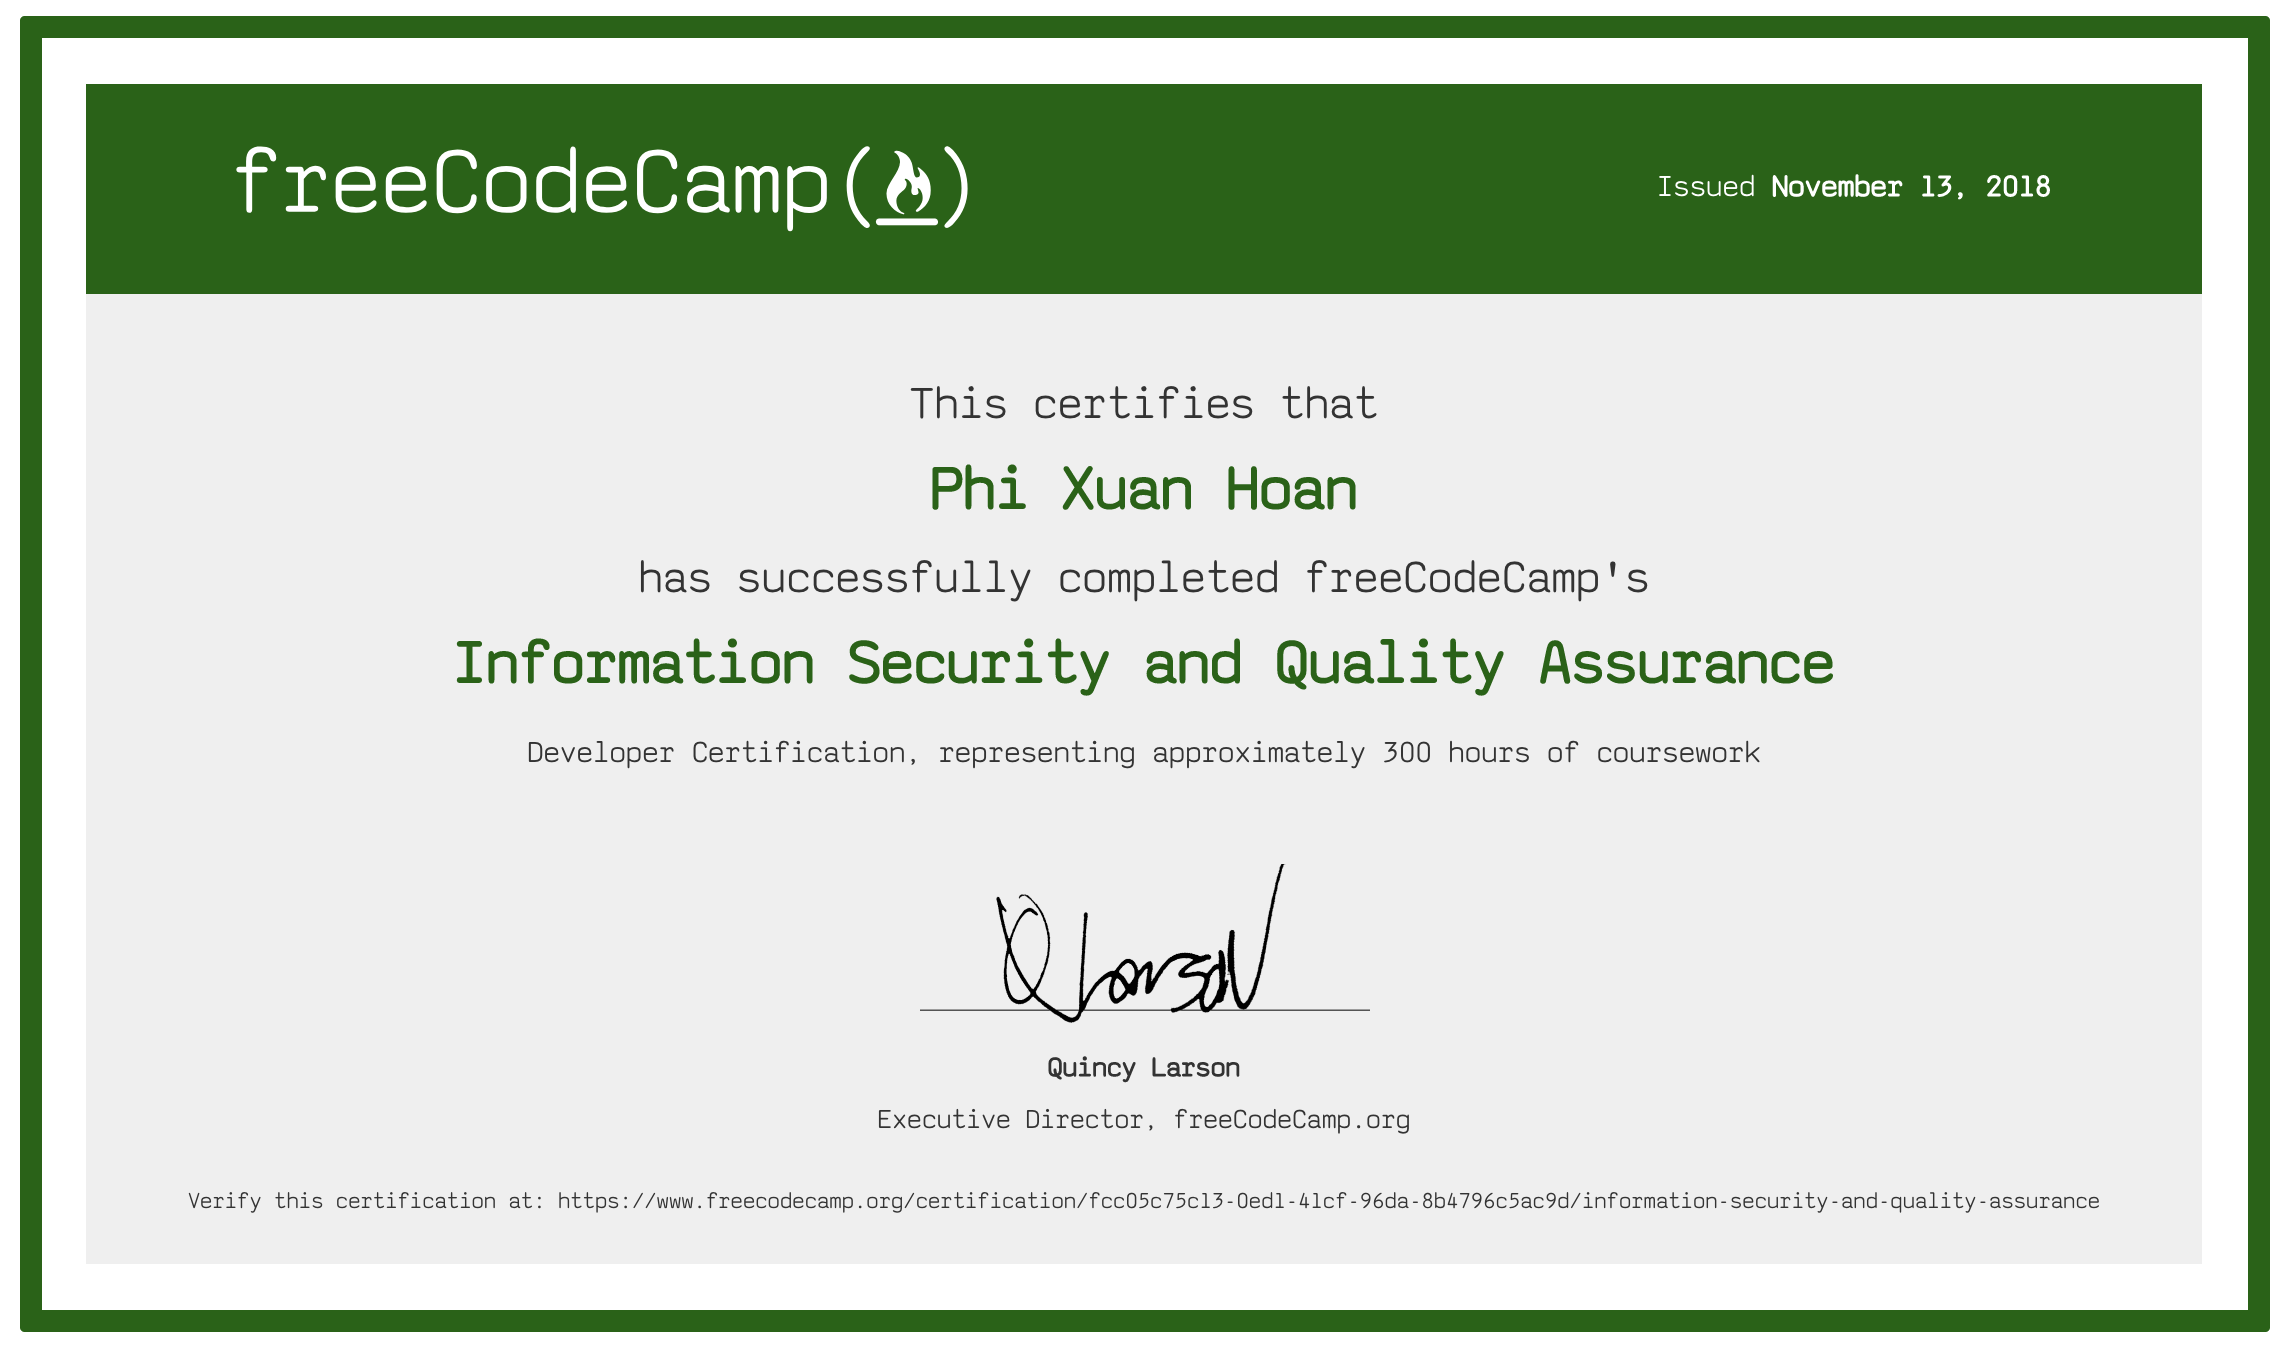 freeCodeCamp(🔥)
Issued November 13, 2018
This certifies that
Phi Xuan Hoan
has successfully completed freeCodeCamp's
Information Security and Quality Assurance
Developer Certification, representing approximately 300 hours of coursework
Q Larson
Quincy Larson
Executive Director, freeCodeCamp.org
Verify this certification at: https://www.freecodecamp.org/certification/fcc05c75c13-0ed1-41cf-96da-8b4796c5ac9d/information-security-and-quality-assurance